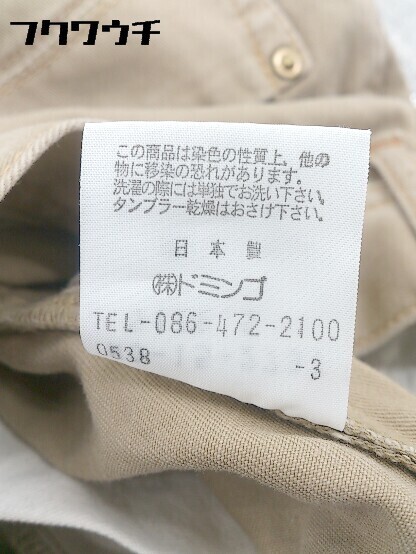 フクワウチ
この商品は染色の性質上、他の
物に移染の恐れがあります。
洗濯の際には単独でお洗い下さい。
タンブラー乾燥はおさけ下さい。
日本製
㈱ドミンゴ
TEL-086-472-2100
0538 -3